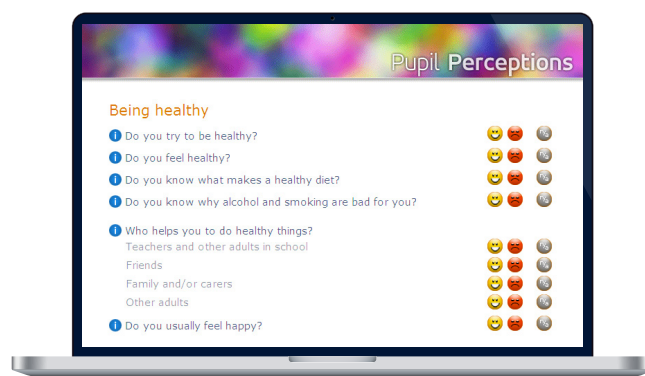 Pupil Perceptions
Being healthy
Do you try to be healthy?
Do you feel healthy?
Do you know what makes a healthy diet?
Do you know why alcohol and smoking are bad for you?
Who helps you to do healthy things?
Teachers and other adults in school
Friends
Family and/or carers
Other adults
Do you usually feel happy?